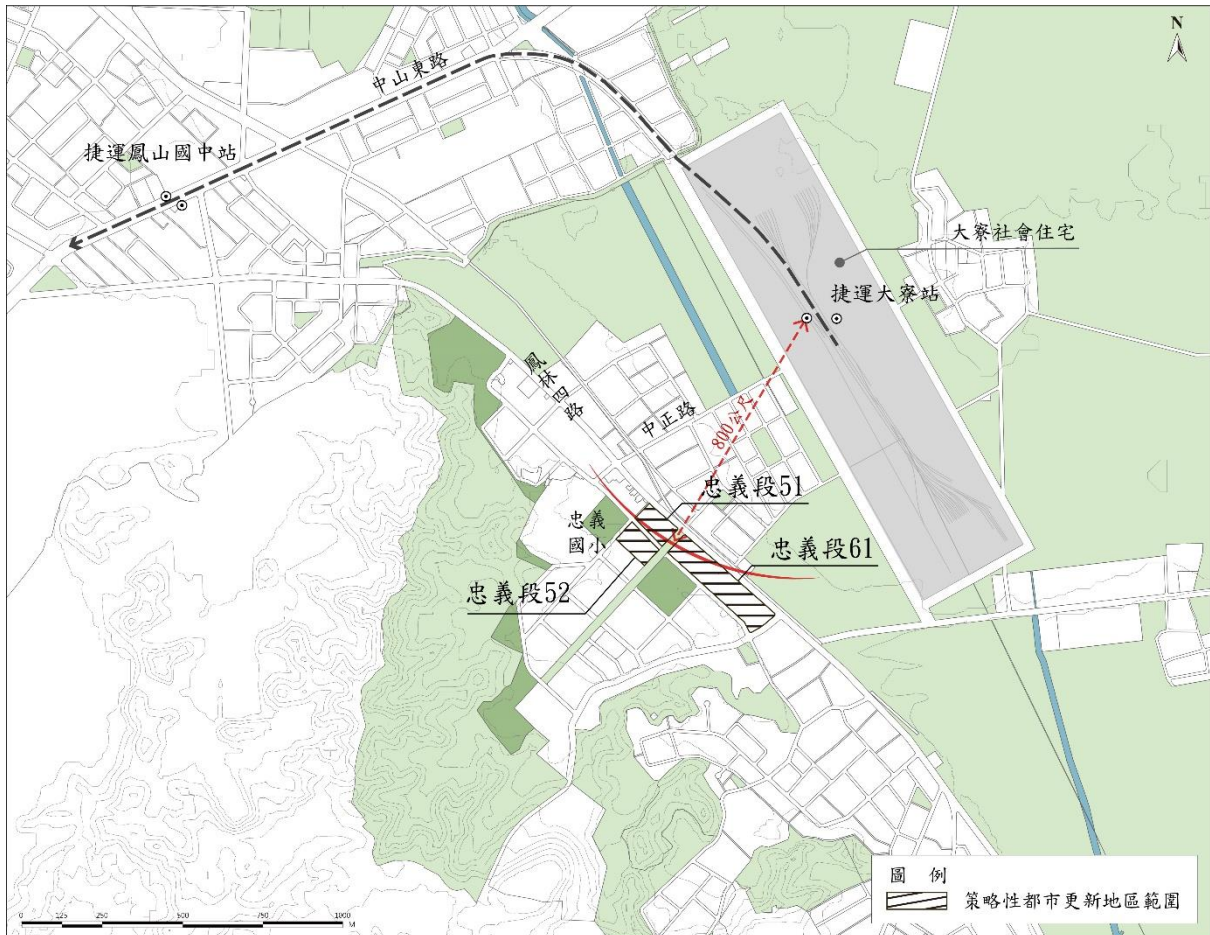 N
中山東路
捷運鳳山國中站
大寮社會住宅
捷運大寮站
鳳林四路
中正路
800公尺
忠義段51
忠義
國小
忠義段61
忠義段52
圖 例
策略性都市更新地區範圍
0 125 250 500 750 1000
M